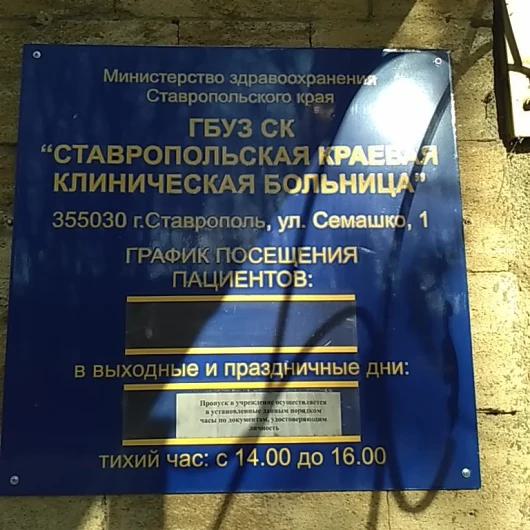 Министерство здравоохранения
Ставропольского края
ГБУЗ СК
“СТАВРОПОЛЬСКАЯ КРАЕВАЯ
КЛИНИЧЕСКАЯ БОЛЬНИЦА”
355030 г.Ставрополь, ул. Семашко, 1
ГРАФИК ПОСЕЩЕНИЯ
ПАЦИЕНТОВ:
в выходные и праздничные дни:
Пропуск в учреждение осуществляется
в установленные данным порядком
часы по документам, удостоверяющим
личность
тихий час: с 14.00 до 16.00